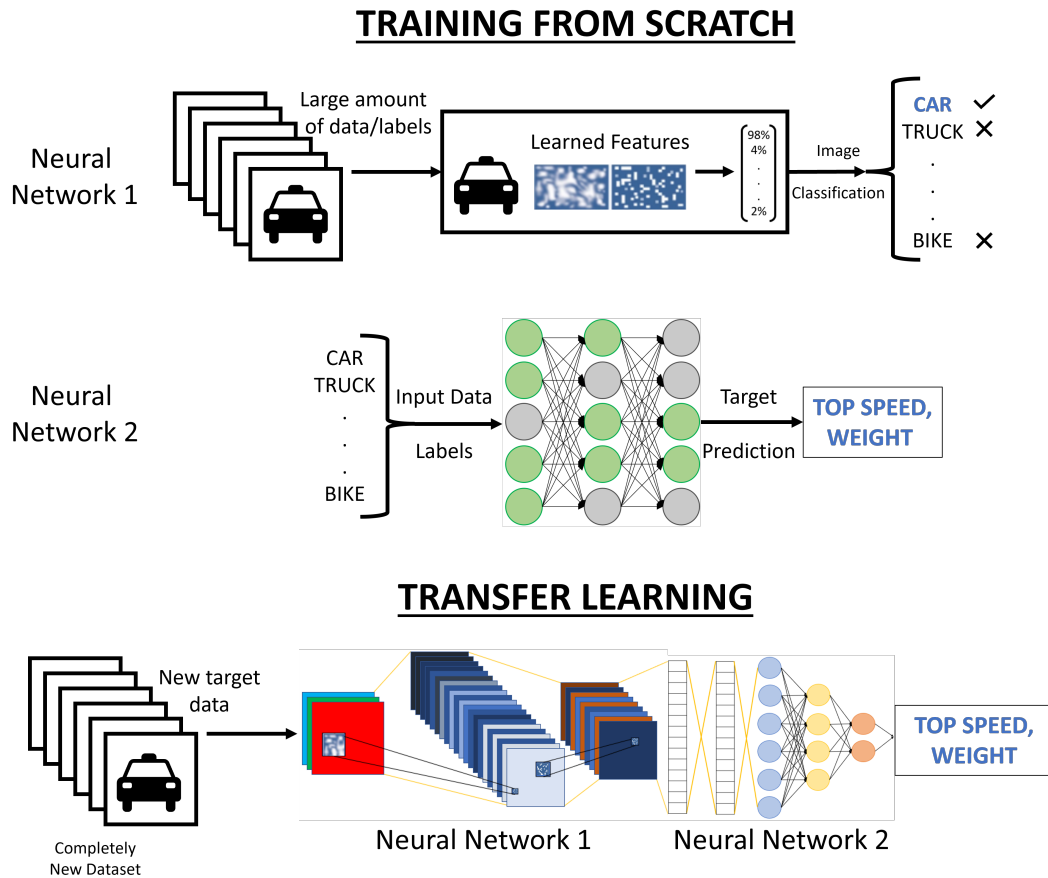 TRAINING FROM SCRATCH
Neural
Network 1
Large amount
of data/labels
Learned Features
98%
4%
.
.
.
2%
Image
Classification
CAR ✓
TRUCK ✕
.
.
.
BIKE ✕
Neural
Network 2
CAR
TRUCK
.
.
.
BIKE
Input Data
Labels
Target
Prediction
TOP SPEED,
WEIGHT
TRANSFER LEARNING
New target
data
Completely
New Dataset
Neural Network 1
Neural Network 2
TOP SPEED,
WEIGHT